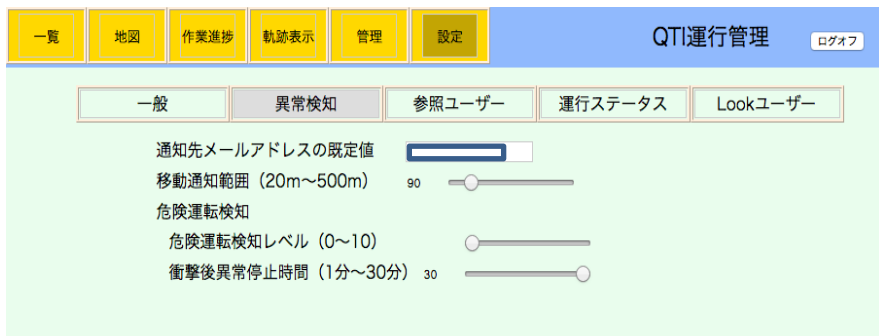 一覧 地図 作業進捗 軌跡表示 管理 設定 QTI運行管理 ログオフ
一般 異常検知 参照ユーザー 運行ステータス Lookユーザー
通知先メールアドレスの既定値
移動通知範囲（20m〜500m） 90
危険運転検知
危険運転検知レベル（0〜10）
衝撃後異常停止時間（1分〜30分） 30